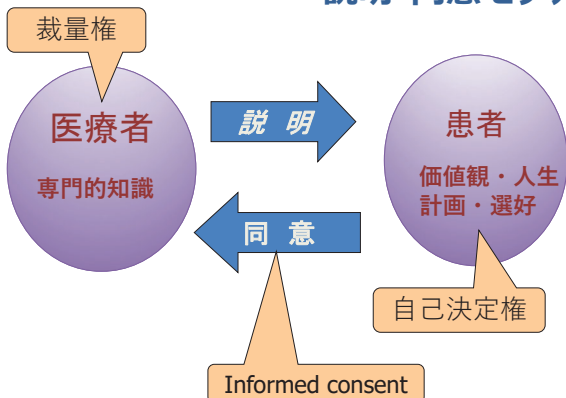 裁量権
医療者
専門的知識
説 明
患者
価値観・人生
計画・選好
同 意
自己決定権
Informed consent